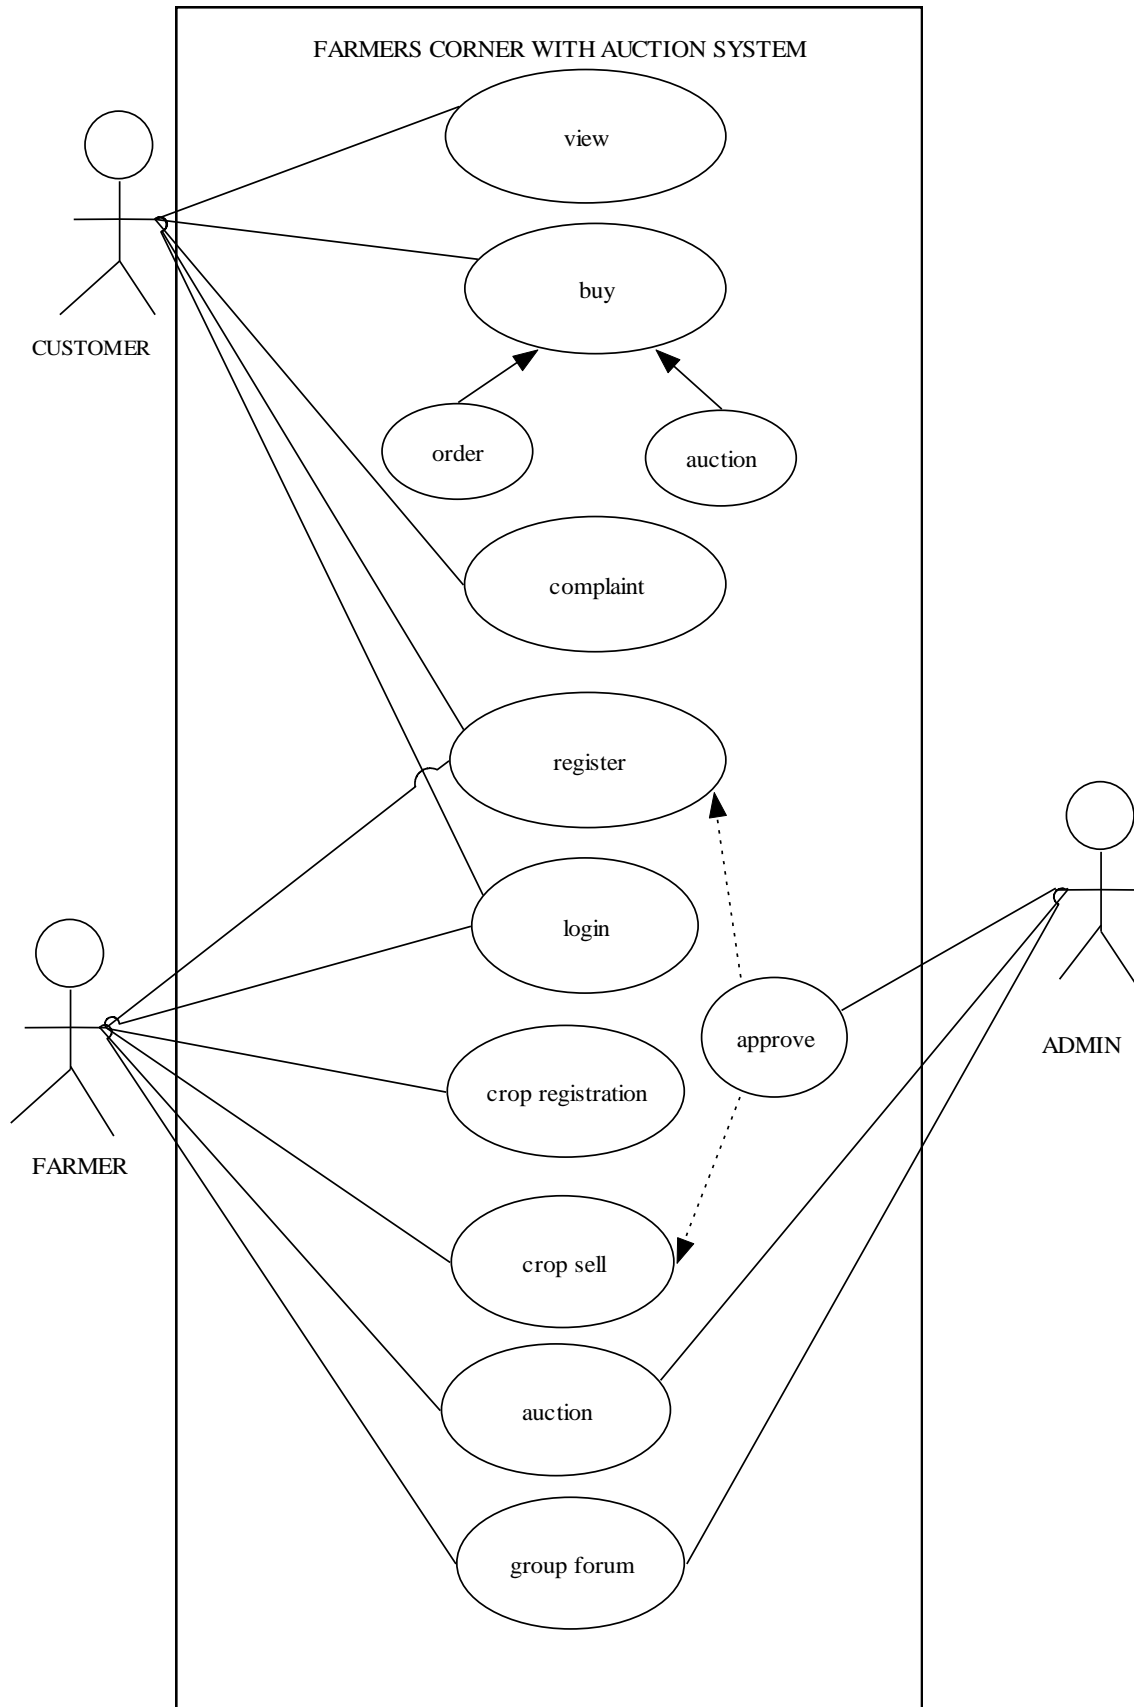 FARMERS CORNER WITH AUCTION SYSTEM
view
buy
CUSTOMER
order
auction
complaint
register
login
approve
ADMIN
crop registration
FARMER
crop sell
auction
group forum